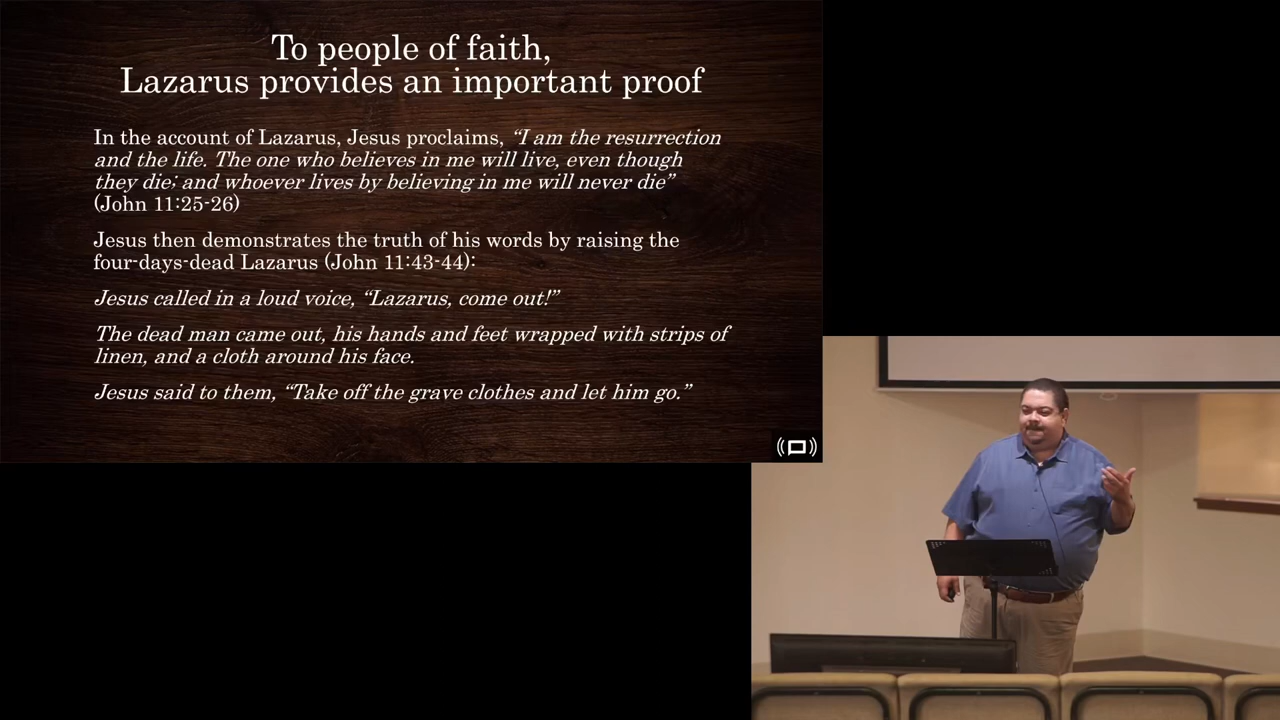 To people of faith,
Lazarus provides an important proof
In the account of Lazarus, Jesus proclaims, “I am the resurrection
and the life. The one who believes in me will live, even though
they die; and whoever lives by believing in me will never die”
(John 11:25-26)
Jesus then demonstrates the truth of his words by raising the
four-days-dead Lazarus (John 11:43-44):
Jesus called in a loud voice, “Lazarus, come out!”
The dead man came out, his hands and feet wrapped with strips of
linen, and a cloth around his face.
Jesus said to them, “Take off the grave clothes and let him go.”